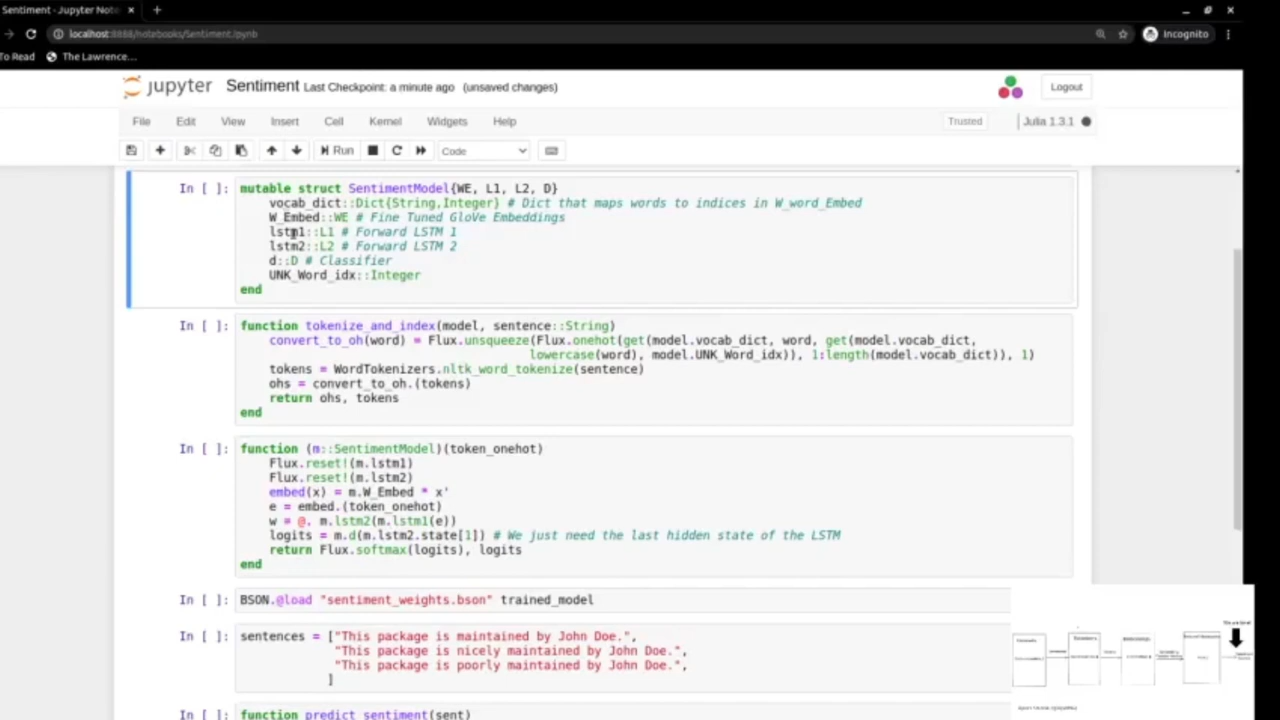 Sentiment - Jupyter Note
localhost:8888/notebooks/Sentiment.ipynb
Incognito
To Read The Lawrence...
jupyter Sentiment Last Checkpoint: a minute ago (unsaved changes)
Logout
File Edit View Insert Cell Kernel Widgets Help
Trusted Julia 1.3.1
Run Code
In [ ]: mutable struct SentimentModel{WE, L1, L2, D}
vocab_dict::Dict{String,Integer} # Dict that maps words to indices in W_word_Embed
W_Embed::WE # Fine Tuned GloVe Embeddings
lstm1::L1 # Forward LSTM 1
lstm2::L2 # Forward LSTM 2
d::D # Classifier
UNK_Word_idx::Integer
end
In [ ]: function tokenize_and_index(model, sentence::String)
convert_to_oh(word) = Flux.unsqueeze(Flux.onehot(get(model.vocab_dict, word, get(model.vocab_dict,
lowercase(word), model.UNK_Word_idx)), 1:length(model.vocab_dict)), 1)
tokens = WordTokenizers.nltk_word_tokenize(sentence)
ohs = convert_to_oh.(tokens)
return ohs, tokens
end
In [ ]: function (m::SentimentModel)(token_onehot)
Flux.reset!(m.lstm1)
Flux.reset!(m.lstm2)
embed(x) = m.W_Embed * x'
e = embed.(token_onehot)
w = @. m.lstm2(m.lstm1(e))
logits = m.d(m.lstm2.state[1]) # We just need the last hidden state of the LSTM
return Flux.softmax(logits), logits
end
In [ ]: BSON.@load "sentiment_weights.bson" trained_model
In [ ]: sentences = ["This package is maintained by John Doe.",
"This package is nicely maintained by John Doe.",
"This package is poorly maintained by John Doe.",
]
In [ ]: function predict_sentiment(sent)